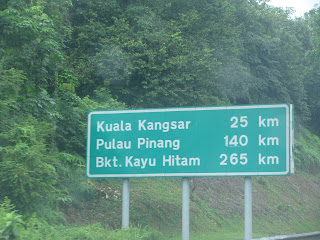 Kuala Kangsar 25 km
Pulau Pinang 140 km
Bkt. Kayu Hitam 265 km